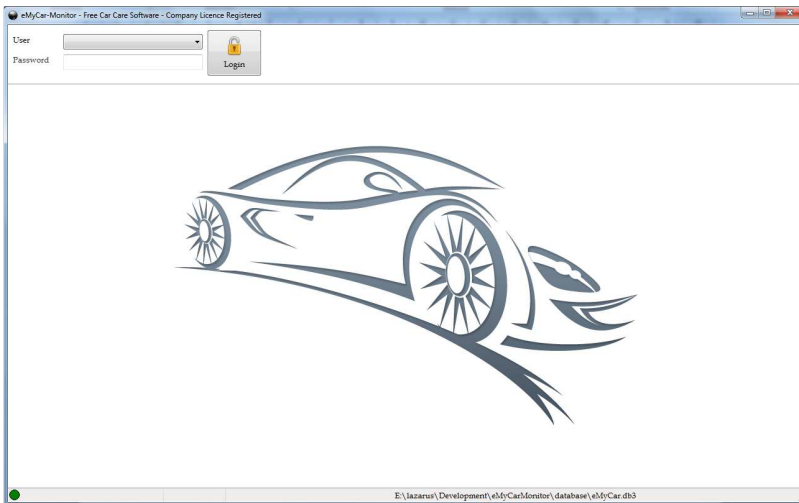 eMyCar-Monitor - Free Car Care Software - Company Licence Registered
User
Password
Login
E:\lazarus\Development\eMyCarMonitor\database\eMyCar.db3